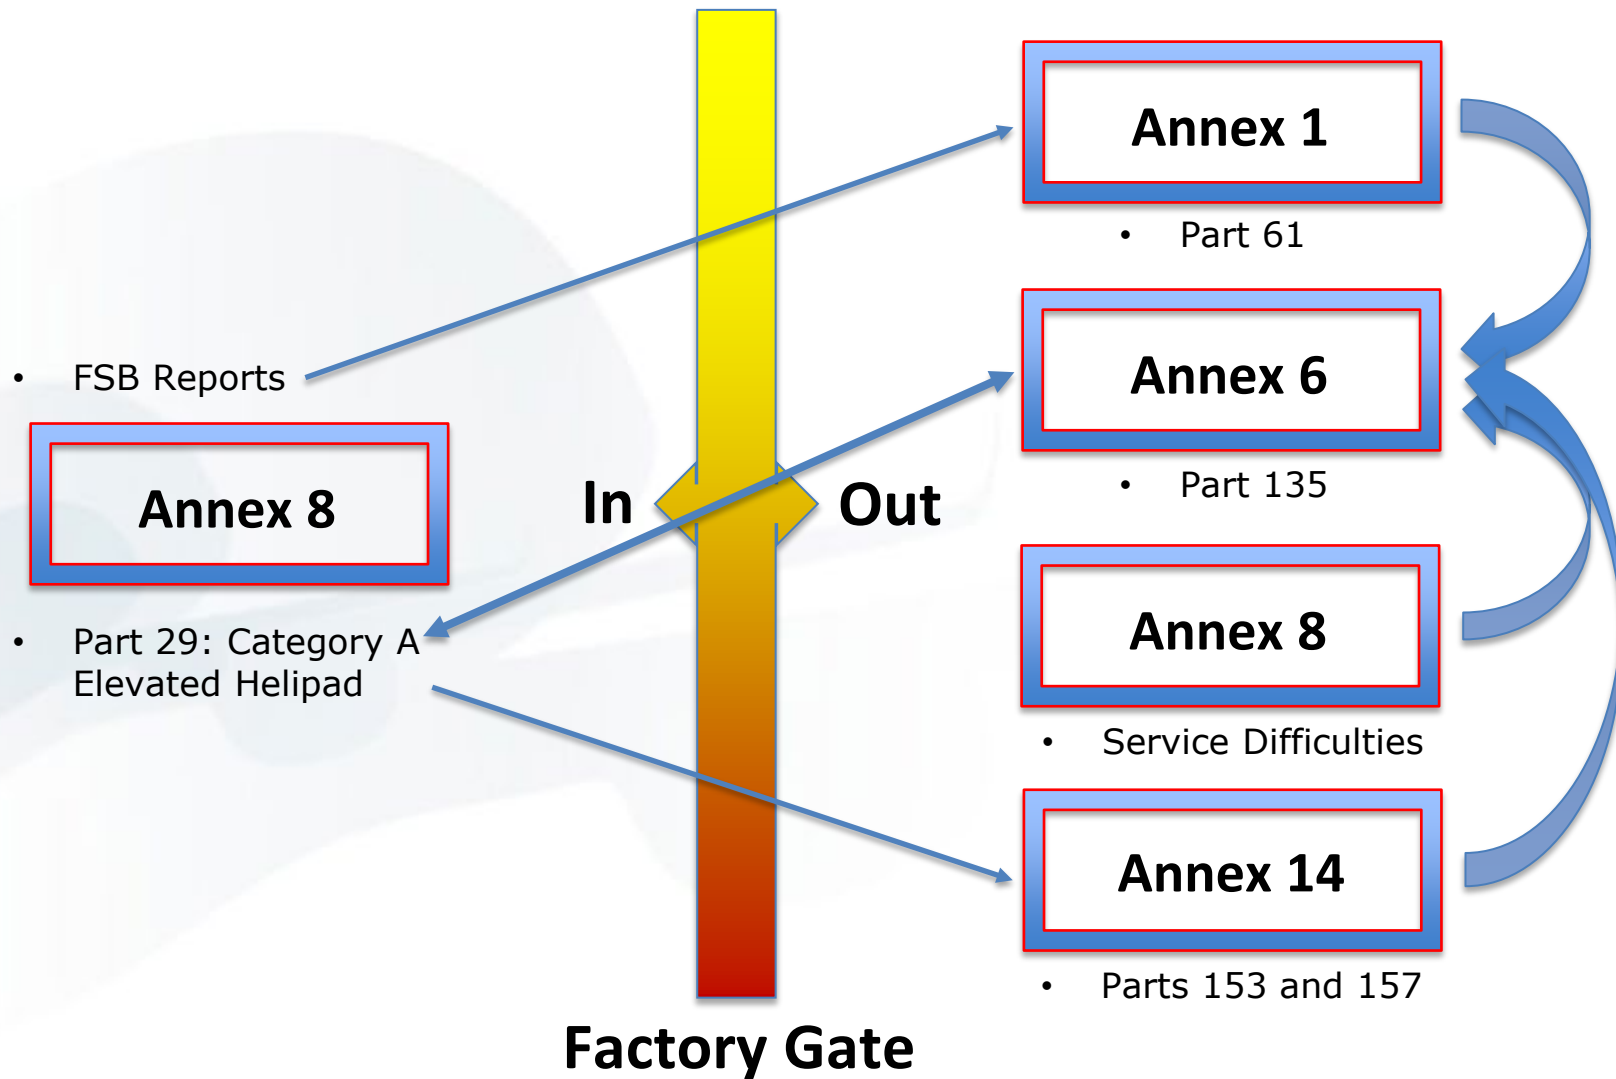 • FSB Reports
Annex 8
• Part 29: Category A
Elevated Helipad
In
Out
Factory Gate
Annex 1
• Part 61
Annex 6
• Part 135
Annex 8
• Service Difficulties
Annex 14
• Parts 153 and 157